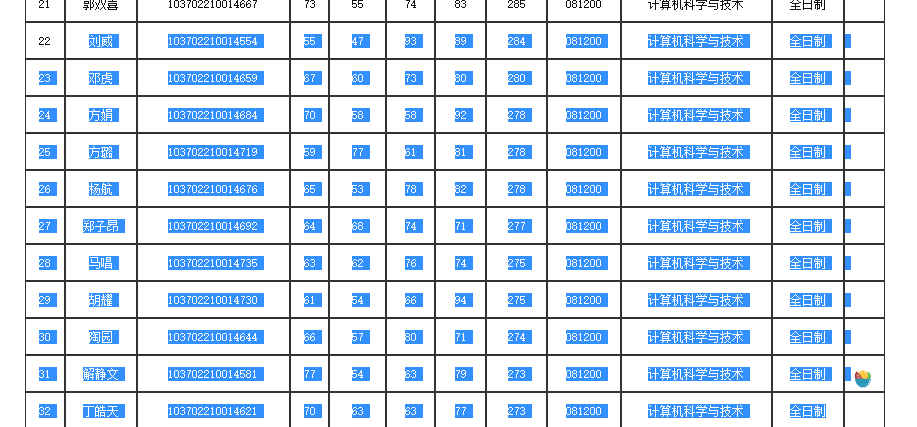 21 郭双喜 103702210014667 73 55 74 83 285 081200 计算机科学与技术 全日制
22 刘威 103702210014554 55 47 93 89 284 081200 计算机科学与技术 全日制
23 邓虎 103702210014659 67 60 73 80 280 081200 计算机科学与技术 全日制
24 方娟 103702210014684 70 58 58 92 278 081200 计算机科学与技术 全日制
25 方璐 103702210014719 59 77 61 81 278 081200 计算机科学与技术 全日制
26 杨航 103702210014676 65 53 78 82 278 081200 计算机科学与技术 全日制
27 郑子昂 103702210014692 64 68 74 71 277 081200 计算机科学与技术 全日制
28 马唱 103702210014735 63 62 76 74 275 081200 计算机科学与技术 全日制
29 胡耀 103702210014730 61 54 66 94 275 081200 计算机科学与技术 全日制
30 陶园 103702210014644 66 57 80 71 274 081200 计算机科学与技术 全日制
31 解静文 103702210014581 77 54 63 79 273 081200 计算机科学与技术 全日制
32 丁皓天 103702210014621 70 63 63 77 273 081200 计算机科学与技术 全日制